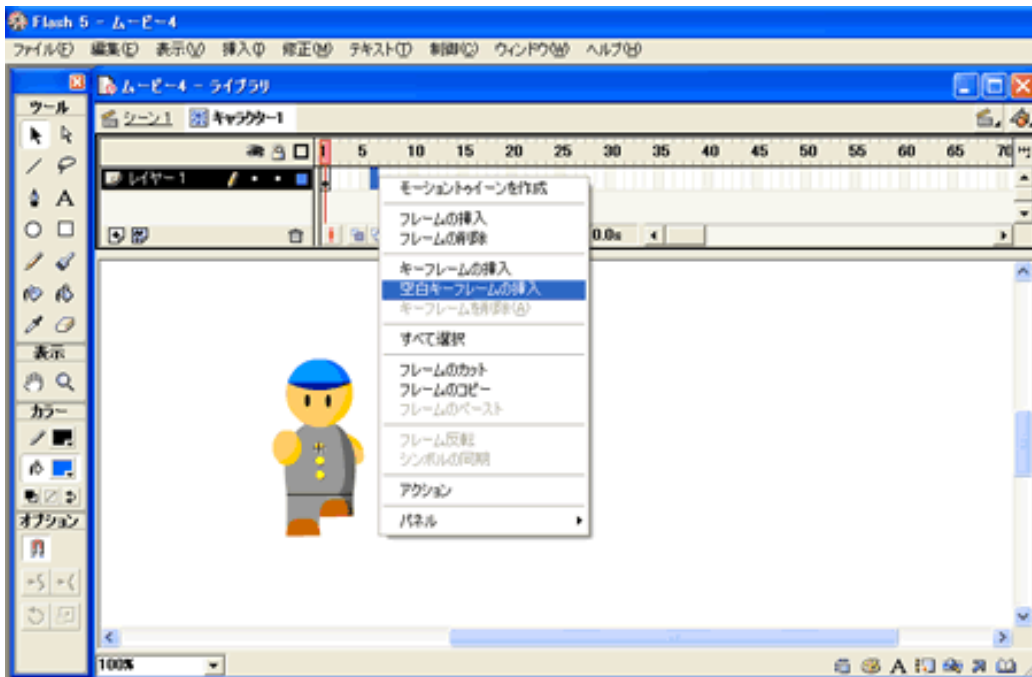 Flash 5 - ムービー4
ファイル(F) 編集(E) 表示(V) 挿入(I) 修正(M) テキスト(T) 制御(C) ウィンドウ(W) ヘルプ(H)
ムービー4 - ライブラリ
ツール
シーン1 キャラクター1
1 5 10 15 20 25 30 35 40 45 50 55 60 65 70
レイヤー1
0.0s
モーショントゥイーンを作成
フレームの挿入
フレームの削除
キーフレームの挿入
空白キーフレームの挿入
キーフレームを削除(A)
すべて選択
フレームのカット
フレームのコピー
フレームのペースト
フレーム反転
シンボルの同期
アクション
パネル
表示
カラー
オプション
100%